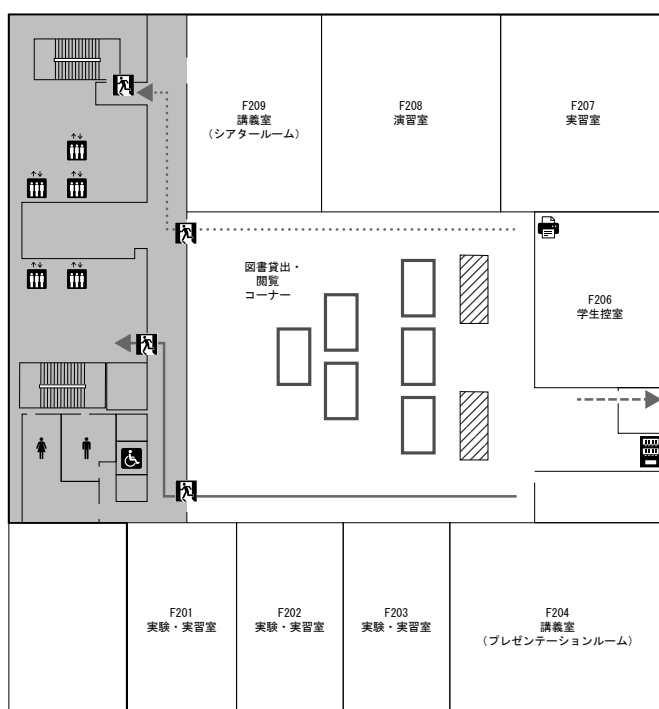 F209
講義室
（シアタールーム）
F208
演習室
F207
実習室
図書貸出・
閲覧
コーナー
F206
学生控室
F201
実験・実習室
F202
実験・実習室
F203
実験・実習室
F204
講義室
（プレゼンテーションルーム）